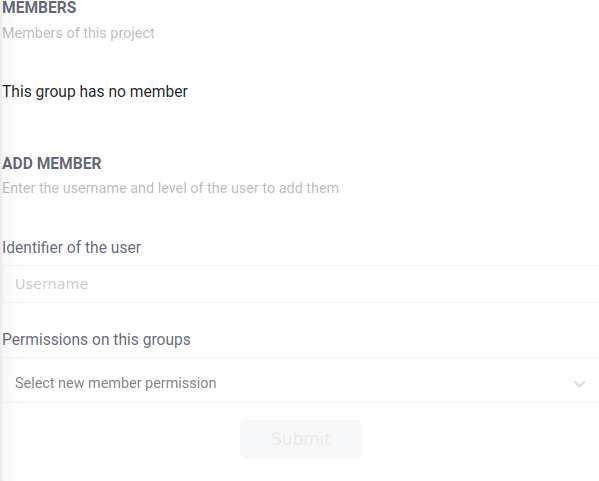 MEMBERS
Members of this project
This group has no member
ADD MEMBER
Enter the username and level of the user to add them
Identifier of the user
Username
Permissions on this groups
Select new member permission
Submit